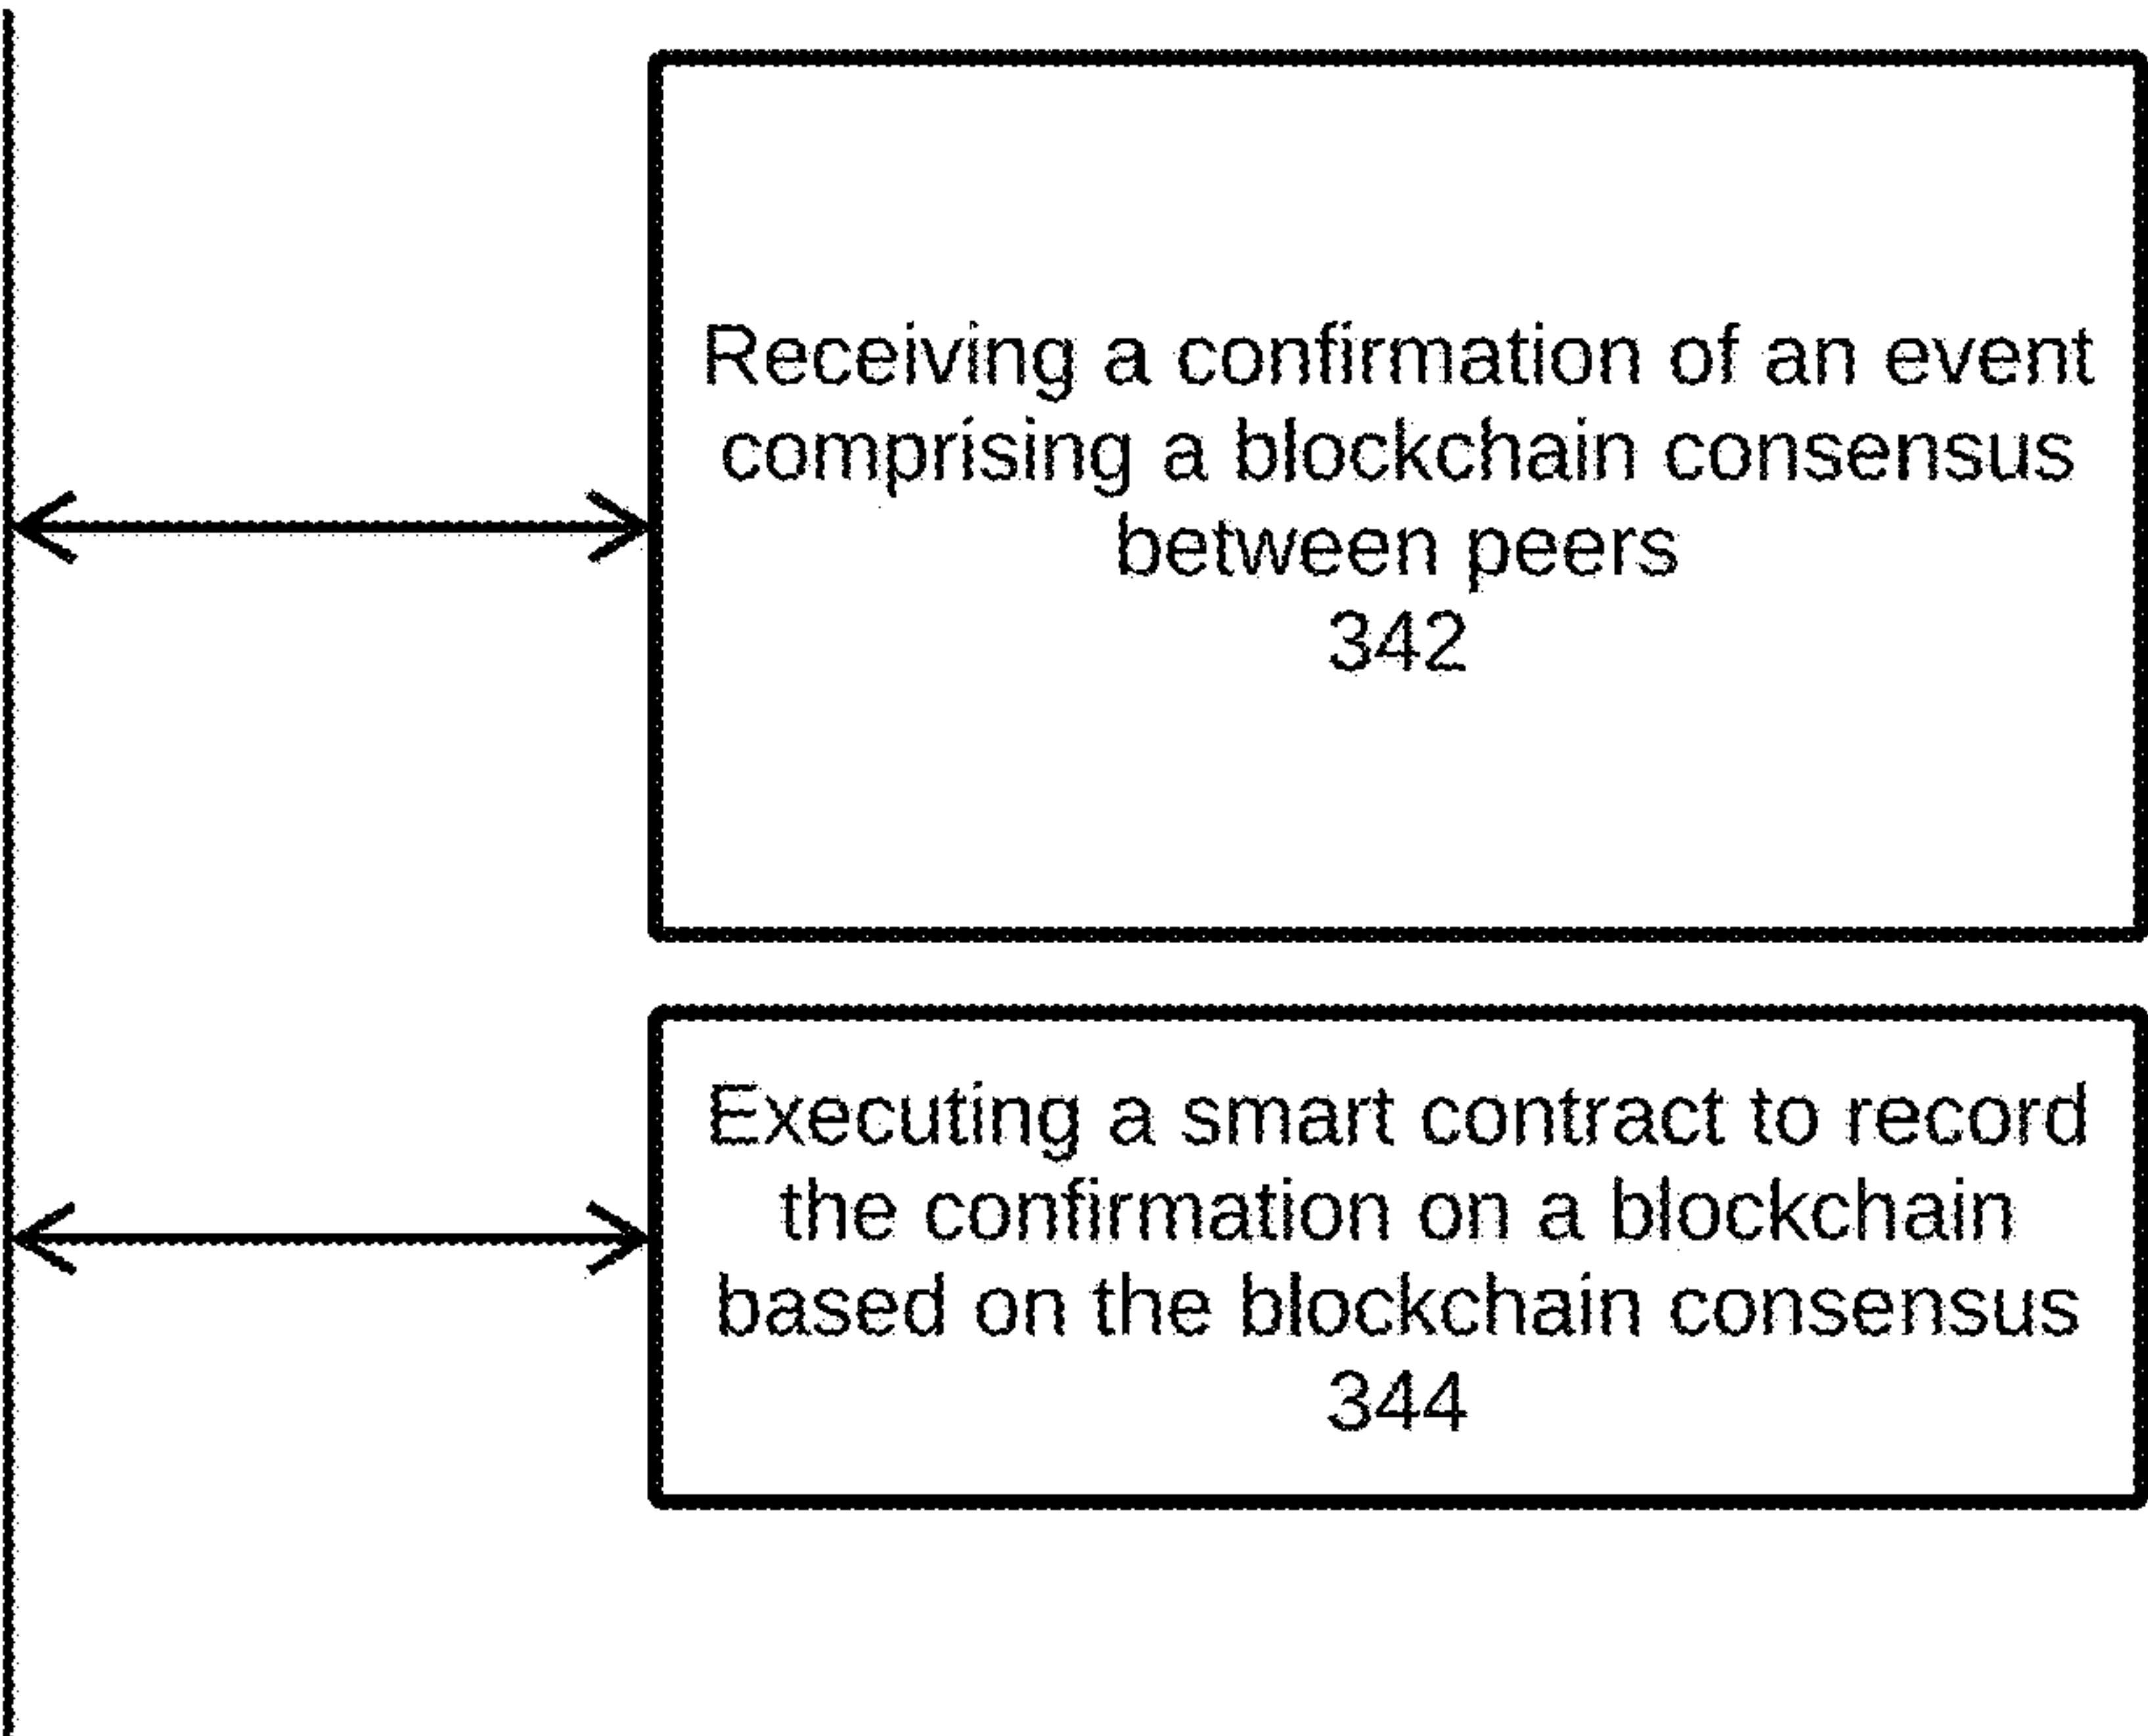 Receiving a confirmation of an event
comprising a blockchain consensus
between peers
342
Executing a smart contract to record
the confirmation on a blockchain
based on the blockchain consensus
344